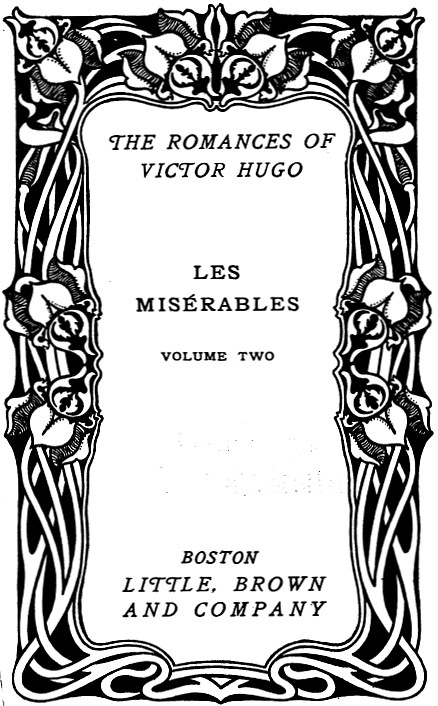 THE ROMANCES OF
VICTOR HUGO
LES
MISÉRABLES
VOLUME TWO
BOSTON
LITTLE, BROWN
AND COMPANY